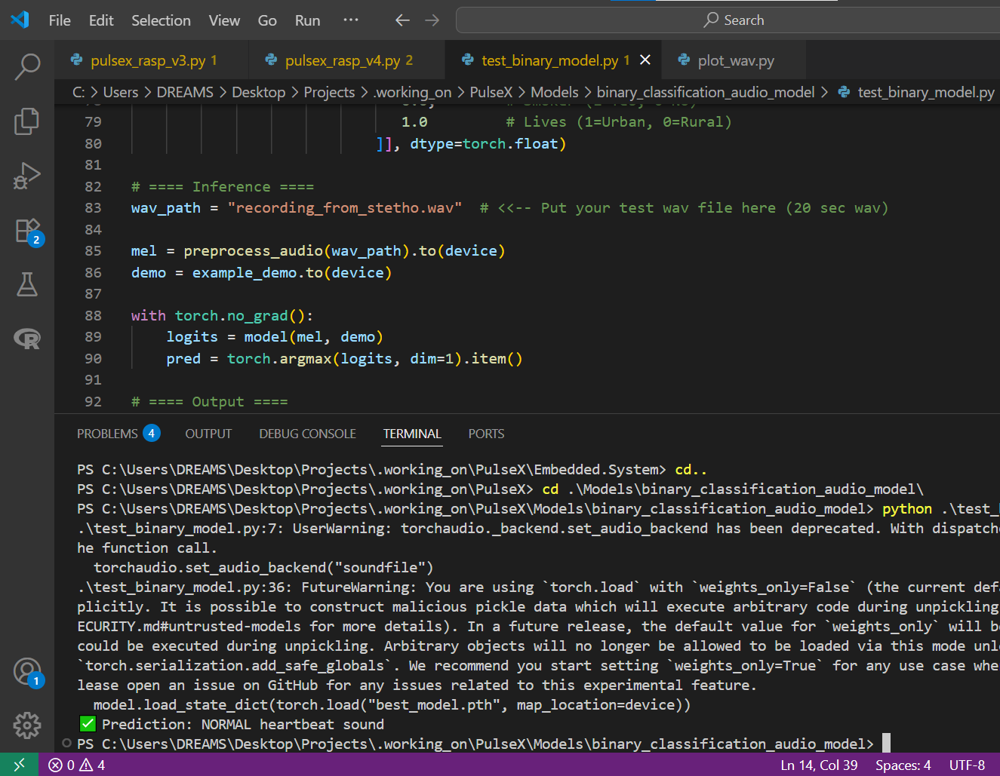 File Edit Selection View Go Run ··· Search
pulsex_rasp_v3.py 1 pulsex_rasp_v4.py 2 test_binary_model.py 1 plot_wav.py
C: > Users > DREAMS > Desktop > Projects > .working_on > PulseX > Models > binary_classification_audio_model > test_binary_model.py
79 1.0 # Lives (1=Urban, 0=Rural)
80 ]], dtype=torch.float)
81
82 # ==== Inference ====
83 wav_path = "recording_from_stetho.wav" # <<-- Put your test wav file here (20 sec wav)
84
85 mel = preprocess_audio(wav_path).to(device)
86 demo = example_demo.to(device)
87
88 with torch.no_grad():
89 logits = model(mel, demo)
90 pred = torch.argmax(logits, dim=1).item()
91
92 # ==== Output ====
2
R
1
PROBLEMS 4 OUTPUT DEBUG CONSOLE TERMINAL PORTS
PS C:\Users\DREAMS\Desktop\Projects\.working_on\PulseX\Embedded.System> cd..
PS C:\Users\DREAMS\Desktop\Projects\.working_on\PulseX> cd .\Models\binary_classification_audio_model\
PS C:\Users\DREAMS\Desktop\Projects\.working_on\PulseX\Models\binary_classification_audio_model> python .\test_
.\test_binary_model.py:7: UserWarning: torchaudio._backend.set_audio_backend has been deprecated. With dispatch
he function call.
torchaudio.set_audio_backend("soundfile")
.\test_binary_model.py:36: FutureWarning: You are using `torch.load` with `weights_only=False` (the current def
plicitly. It is possible to construct malicious pickle data which will execute arbitrary code during unpickling
ECURITY.md#untrusted-models for more details). In a future release, the default value for `weights_only` will b
could be executed during unpickling. Arbitrary objects will no longer be allowed to be loaded via this mode unl
`torch.serialization.add_safe_globals`. We recommend you start setting `weights_only=True` for any use case whe
lease open an issue on GitHub for any issues related to this experimental feature.
model.load_state_dict(torch.load("best_model.pth", map_location=device))
✅ Prediction: NORMAL heartbeat sound
PS C:\Users\DREAMS\Desktop\Projects\.working_on\PulseX\Models\binary_classification_audio_model>
0 4 Ln 14, Col 39 Spaces: 4 UTF-8